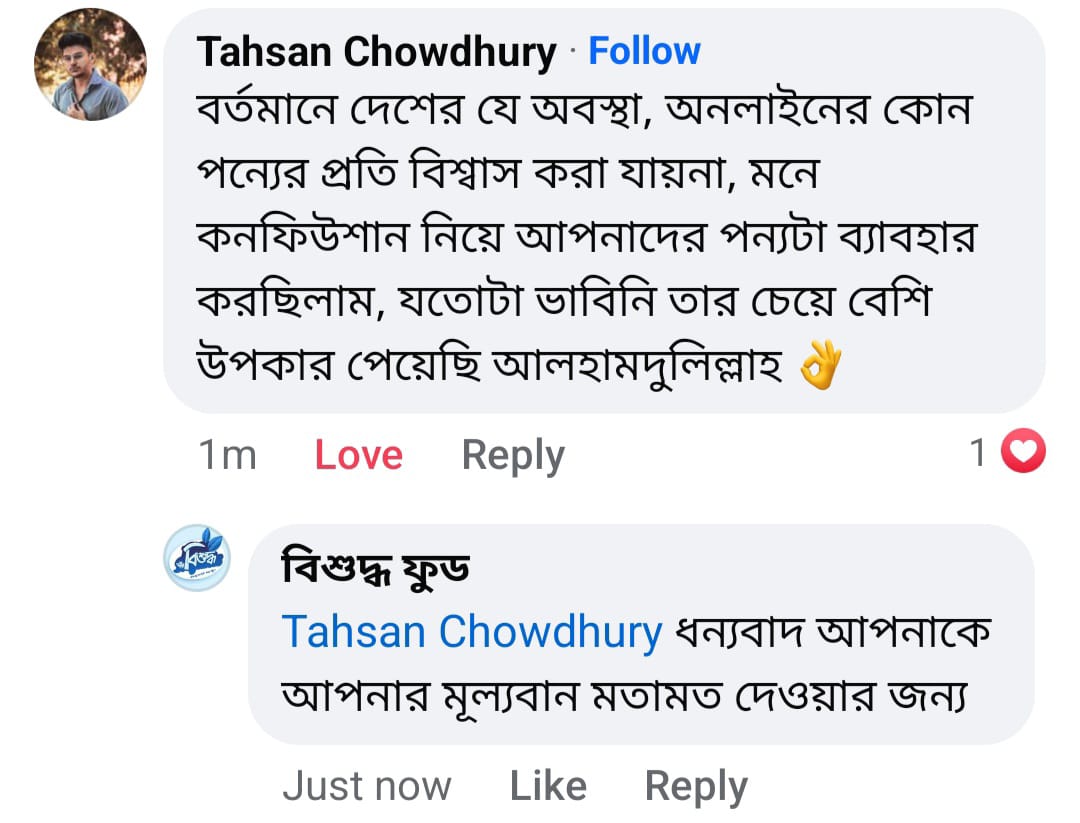 Tahsan Chowdhury · Follow
বর্তমানে দেশের যে অবস্থা, অনলাইনের কোন
পন্যের প্রতি বিশ্বাস করা যায়না, মনে
কনফিউশান নিয়ে আপনাদের পন্যটা ব্যাবহার
করছিলাম, যতোটা ভাবিনি তার চেয়ে বেশি
উপকার পেয়েছি আলহামদুলিল্লাহ 👌
1m Love Reply 1
বিশুদ্ধ
বিশুদ্ধ ফুড
Tahsan Chowdhury ধন্যবাদ আপনাকে
আপনার মূল্যবান মতামত দেওয়ার জন্য
Just now Like Reply